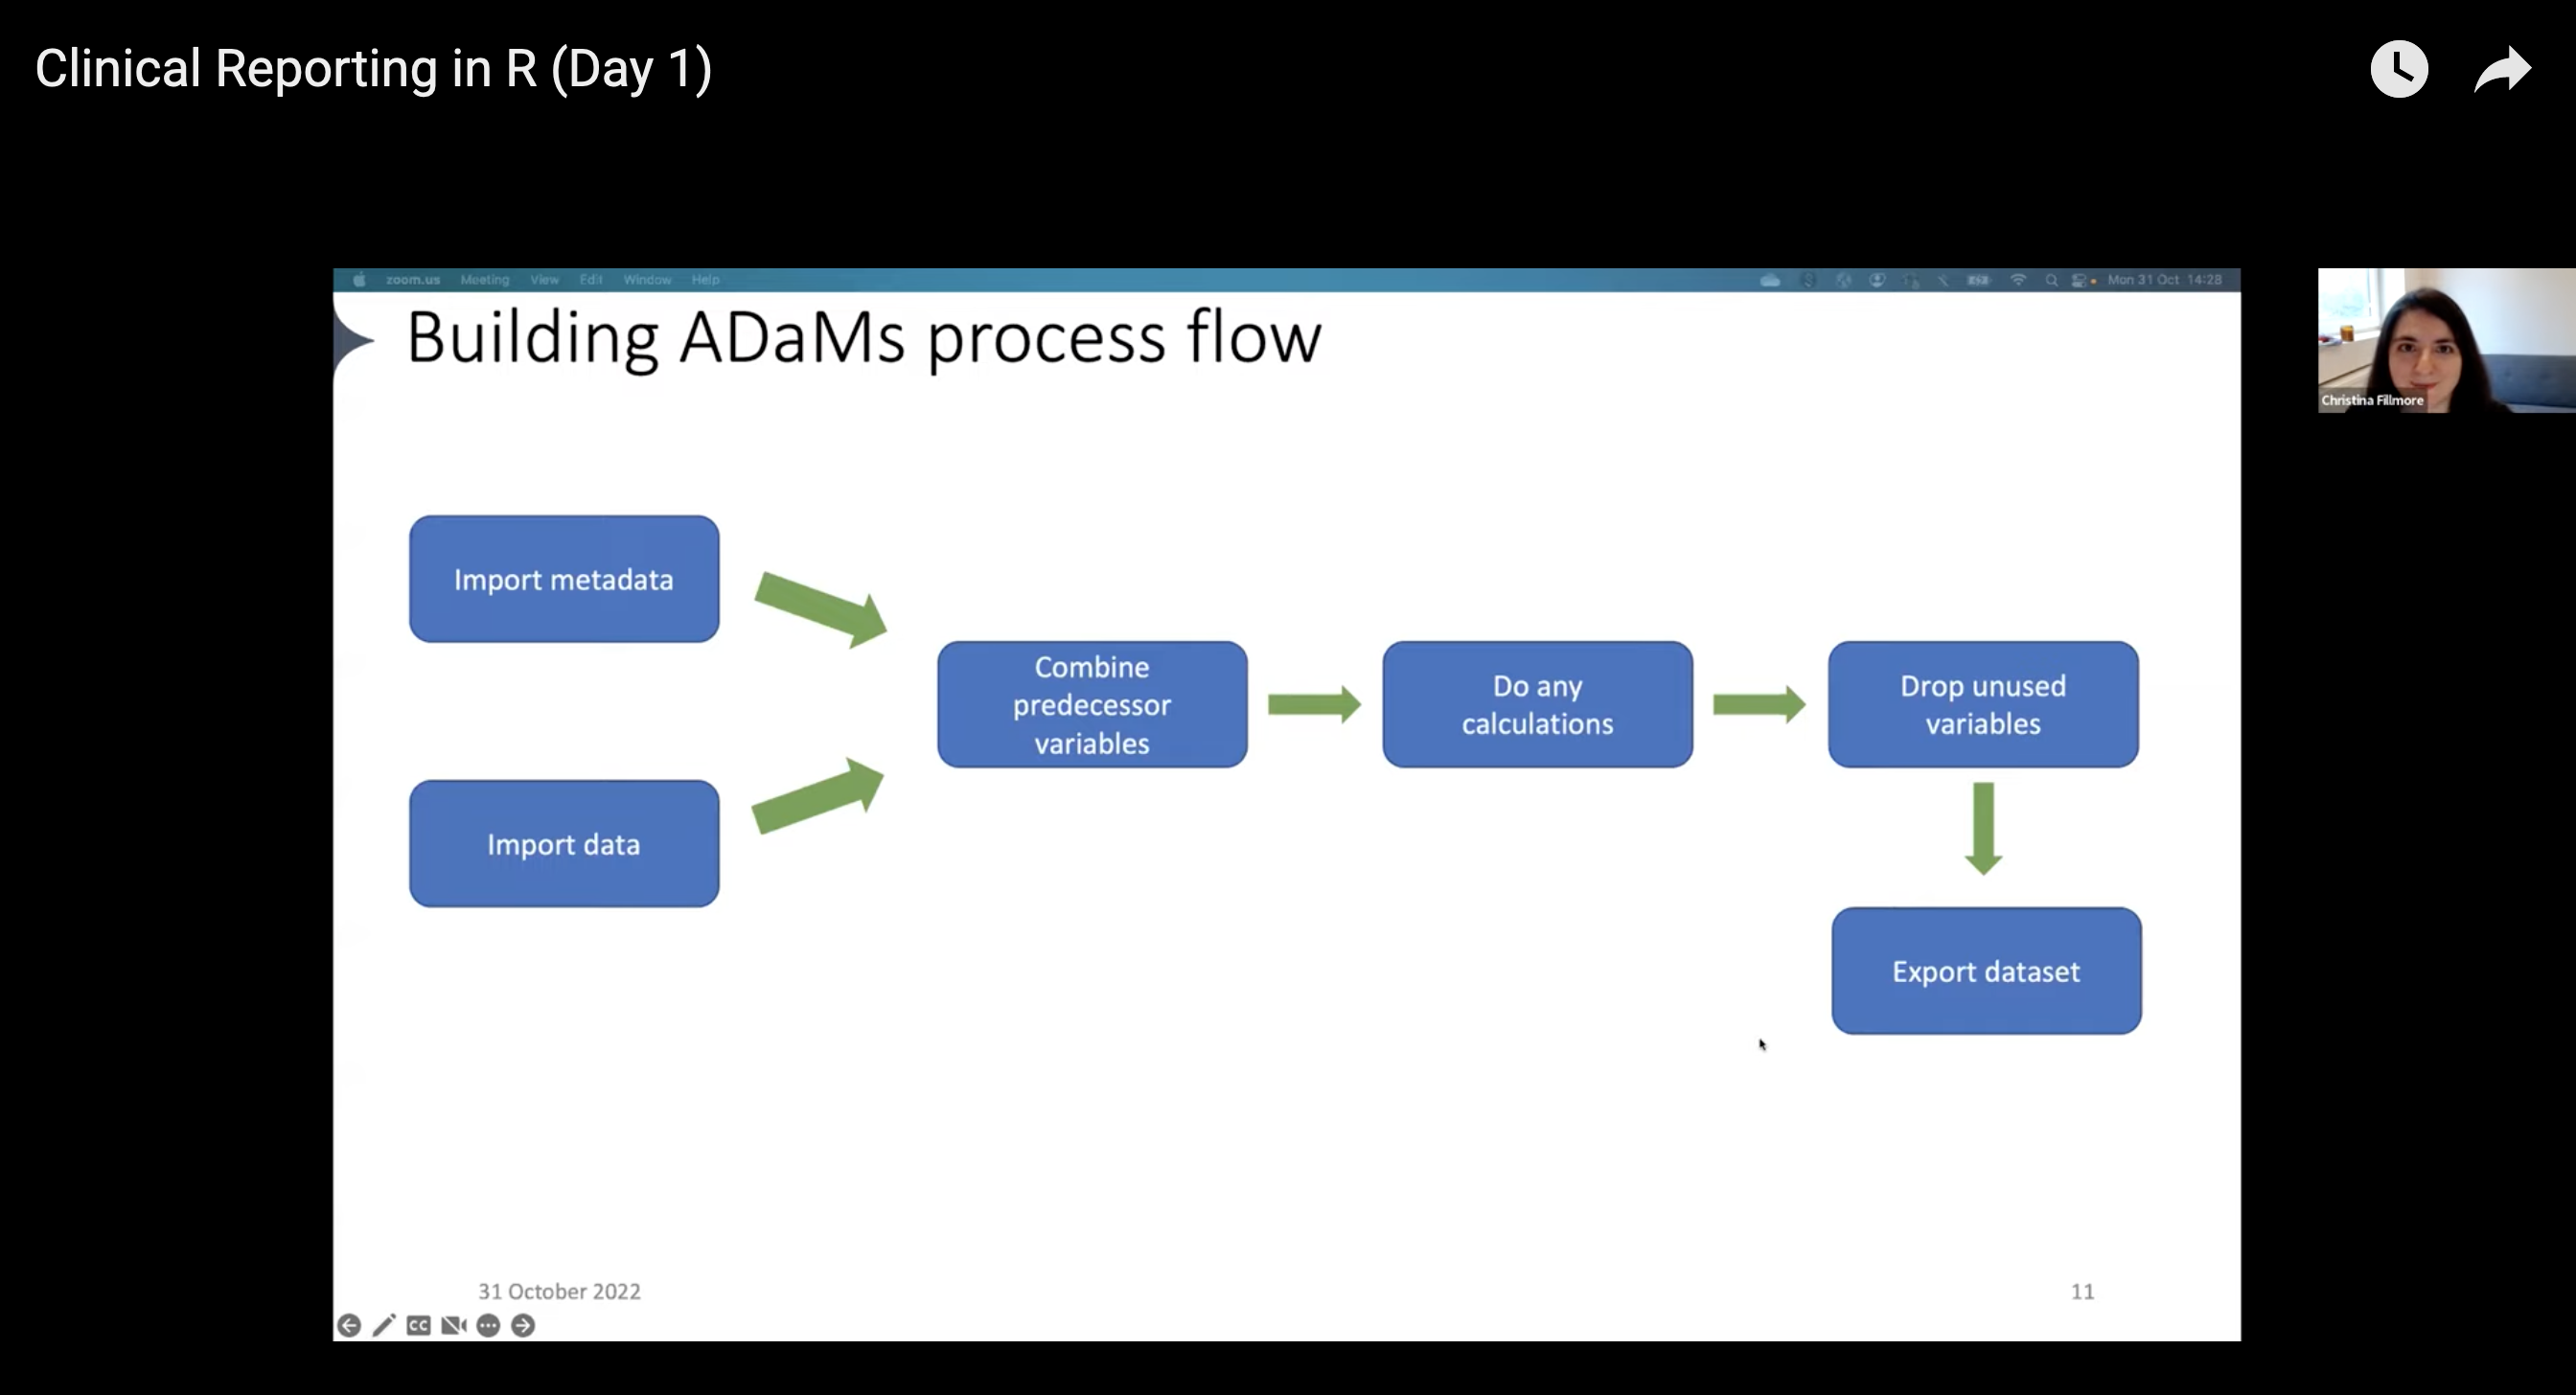 Clinical Reporting in R (Day 1)
zoom.us Meeting View Edit Window Help
Mon 31 Oct 14:28
Building ADaMs process flow
Import metadata
Import data
Combine
predecessor
variables
Do any
calculations
Drop unused
variables
Export dataset
Christina Fillmore
31 October 2022
11
CC